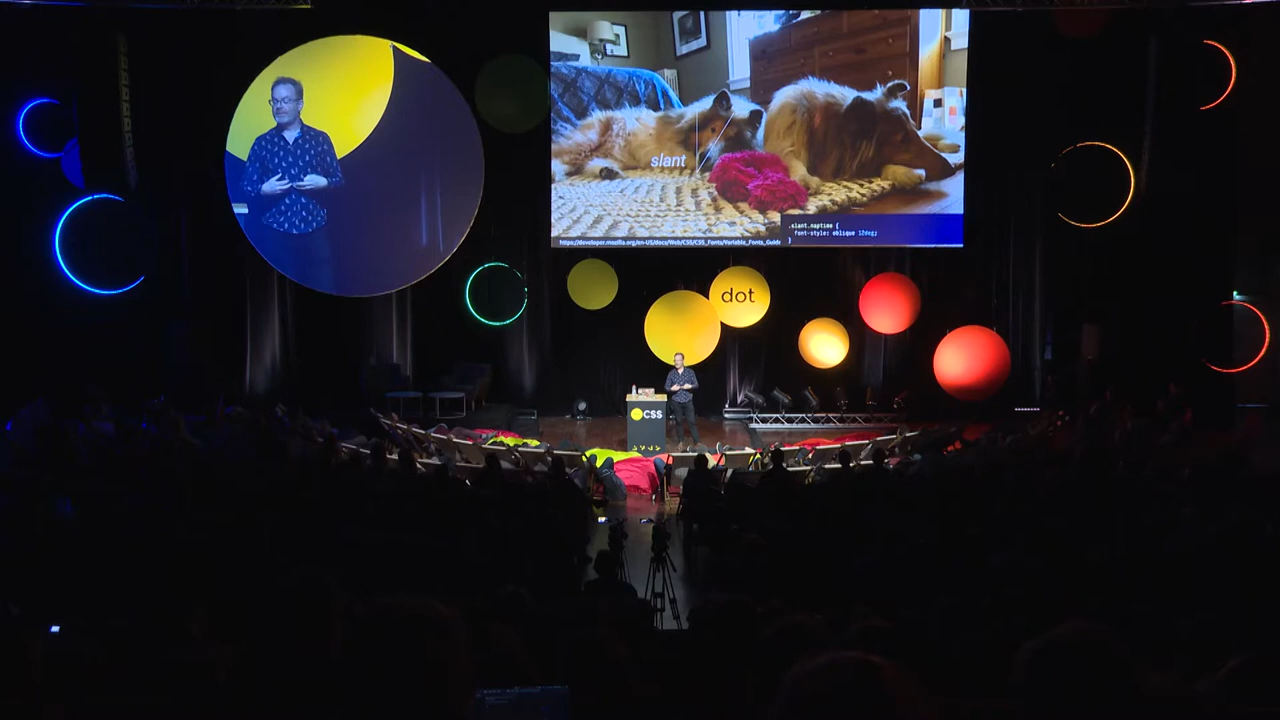 slant
.slant.naptime {
font-style: oblique 12deg;
}
https://developer.mozilla.org/en-US/docs/Web/CSS/CSS_Fonts/Variable_Fonts_Guide
dot
CSS